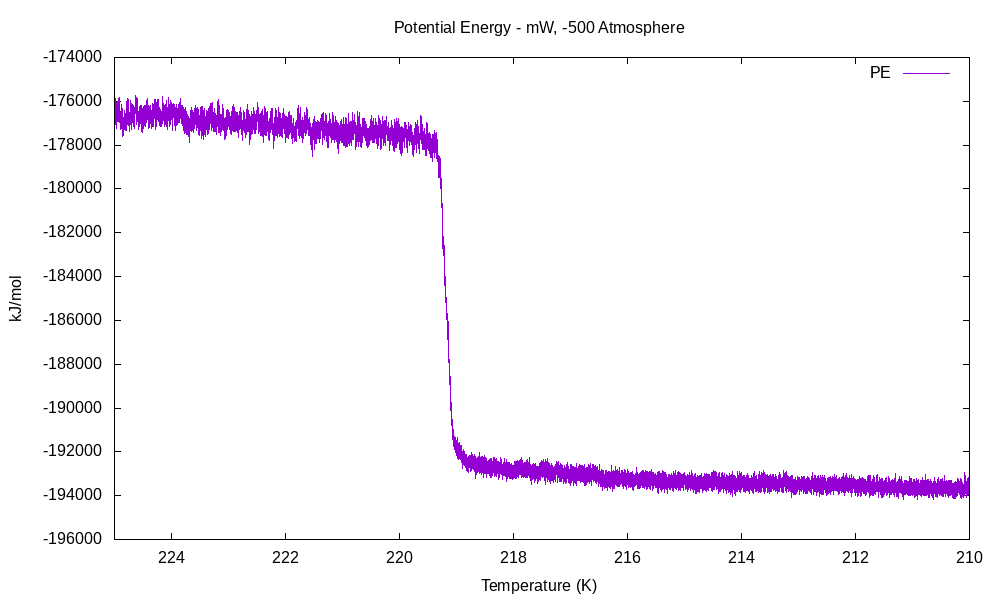 Potential Energy - mW, -500 Atmosphere
PE
kJ/mol
-174000
-176000
-178000
-180000
-182000
-184000
-186000
-188000
-190000
-192000
-194000
-196000
224 222 220 218 216 214 212 210
Temperature (K)